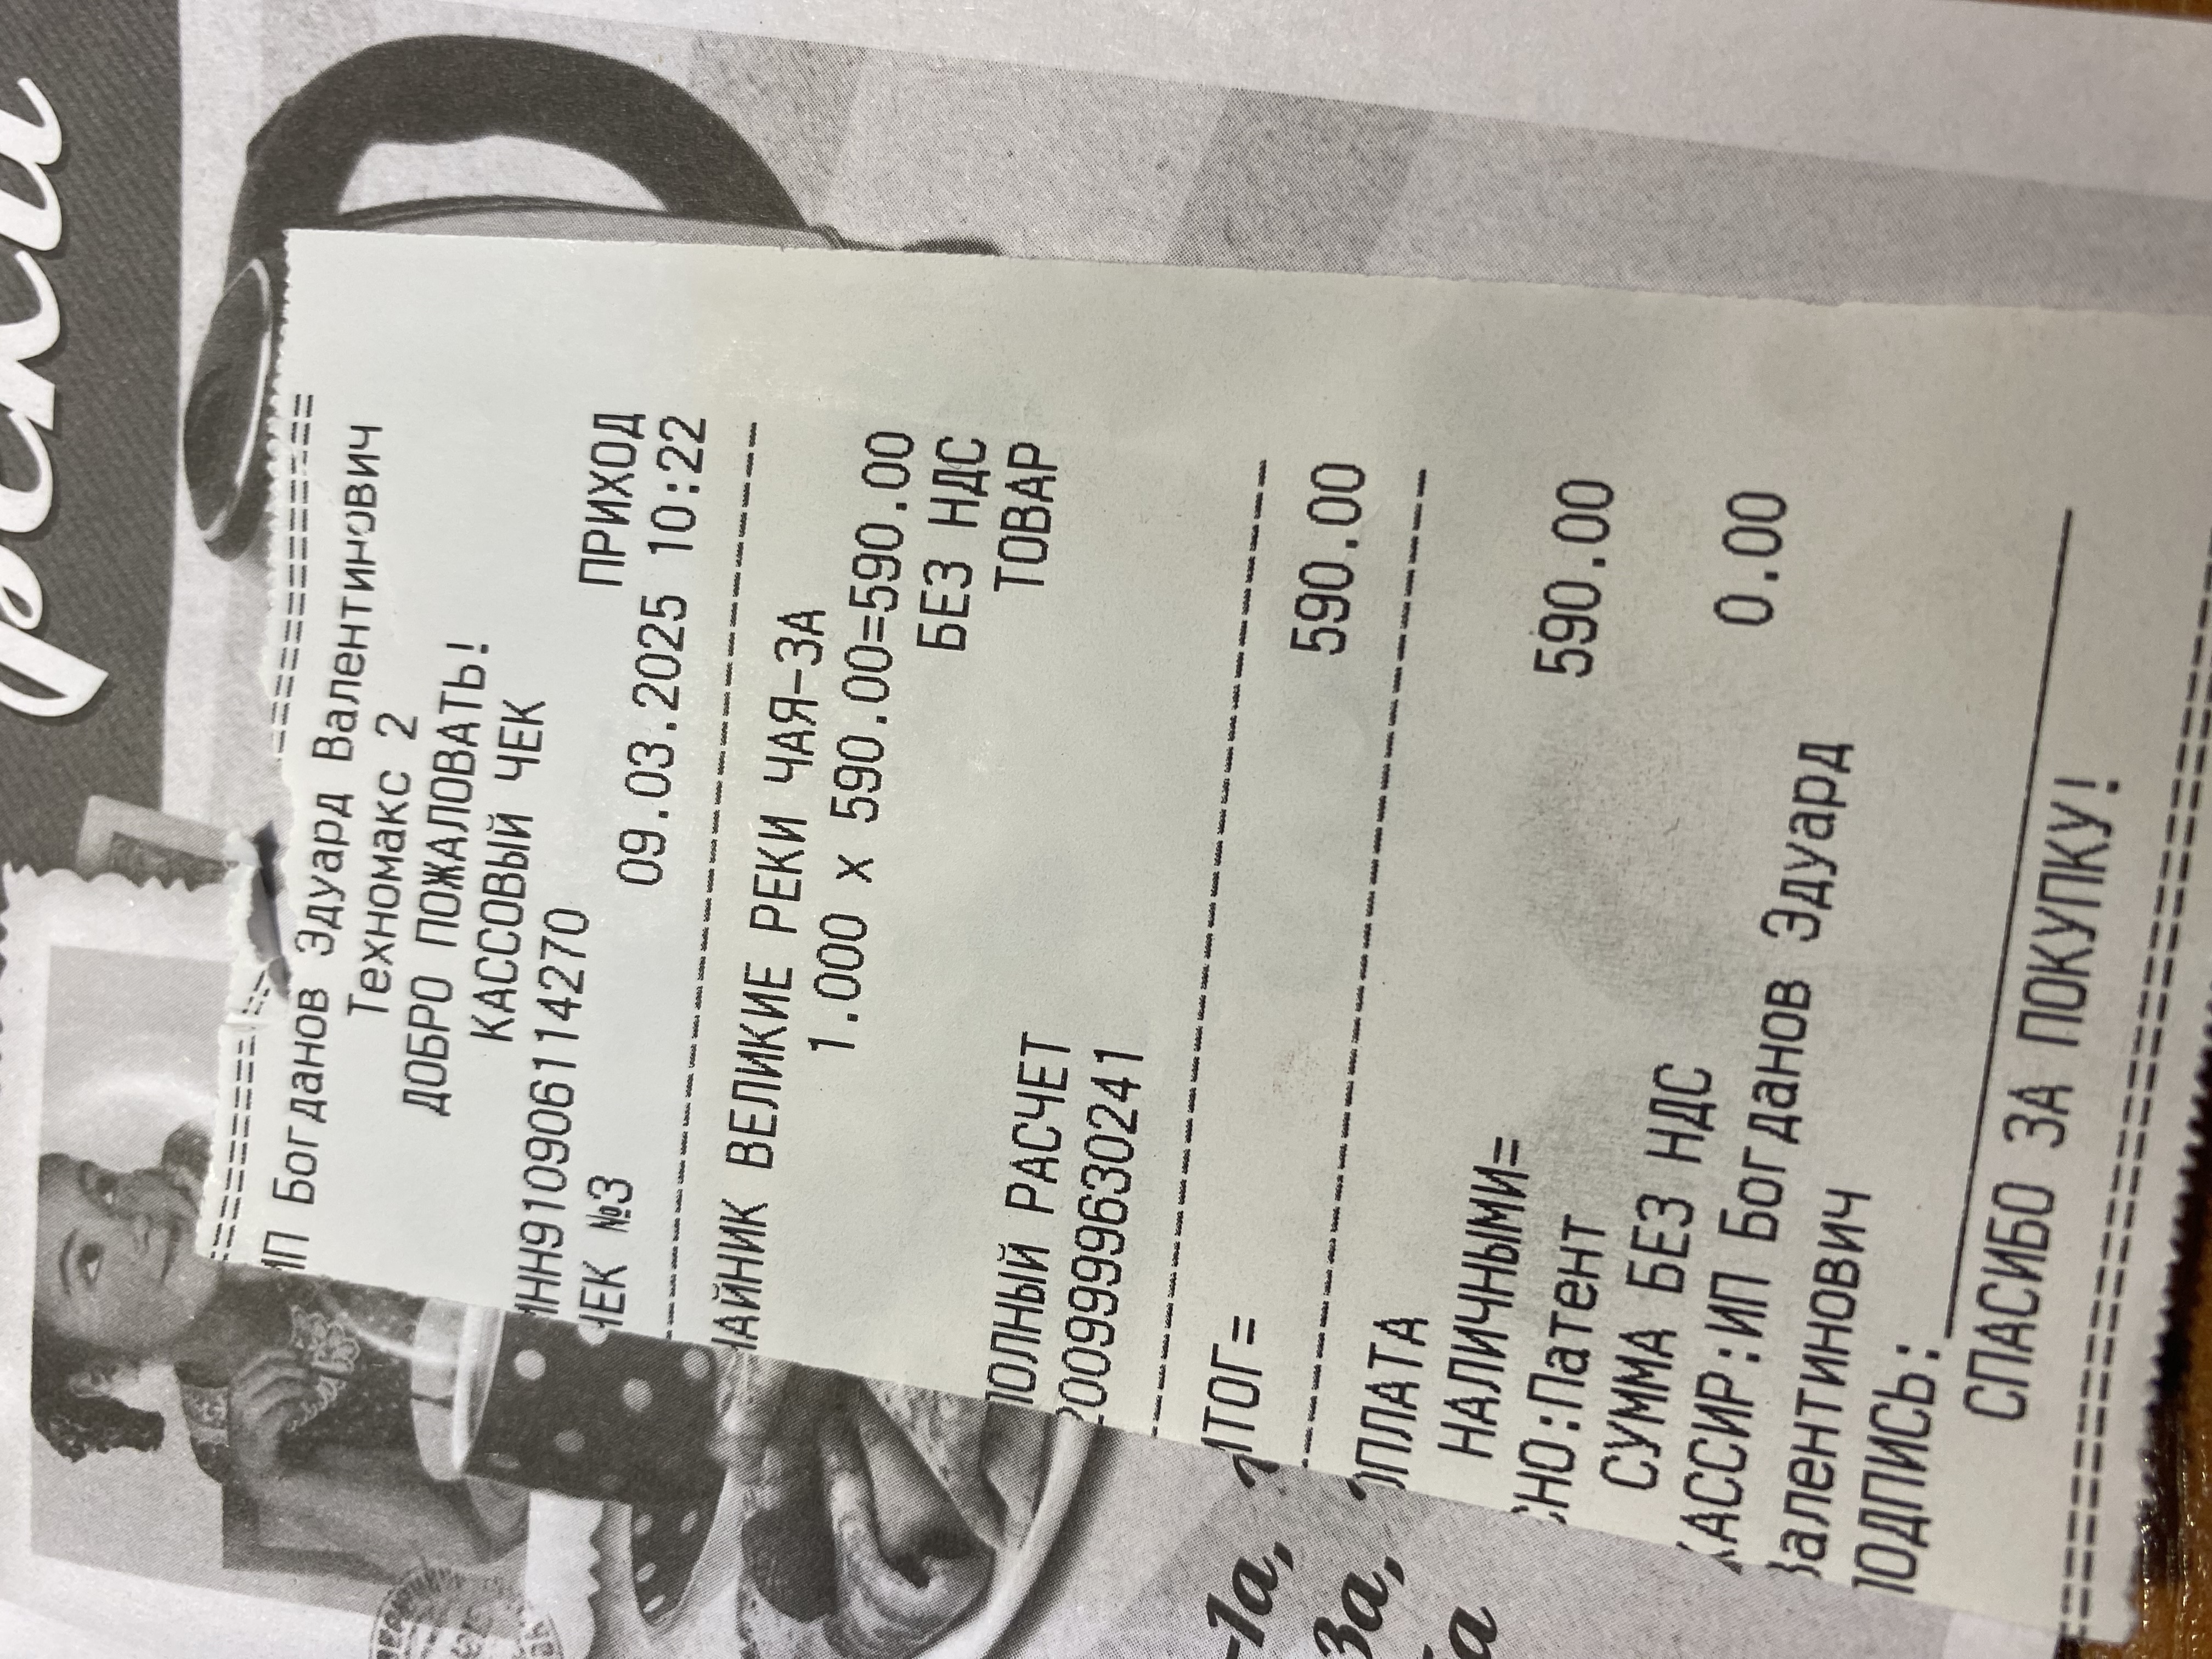 ИП Богданов Эдуард Валентинович
Техномакс 2
ДОБРО ПОЖАЛОВАТЬ!
КАССОВЫЙ ЧЕК
ИНН910906114270 ПРИХОД
ЧЕК №3 09.03.2025 10:22
ЧАЙНИК ВЕЛИКИЕ РЕКИ ЧАЯ-3А
1.000 x 590.00=590.00
БЕЗ НДС
ТОВАР
ПОЛНЫЙ РАСЧЕТ
2009999630241
ИТОГ= 590.00
ОПЛАТА
НАЛИЧНЫМИ= 590.00
СНО:Патент
СУММА БЕЗ НДС 0.00
КАССИР:ИП Богданов Эдуард
Валентинович
ПОДПИСЬ:
СПАСИБО ЗА ПОКУПКУ!
-1а,
3а,